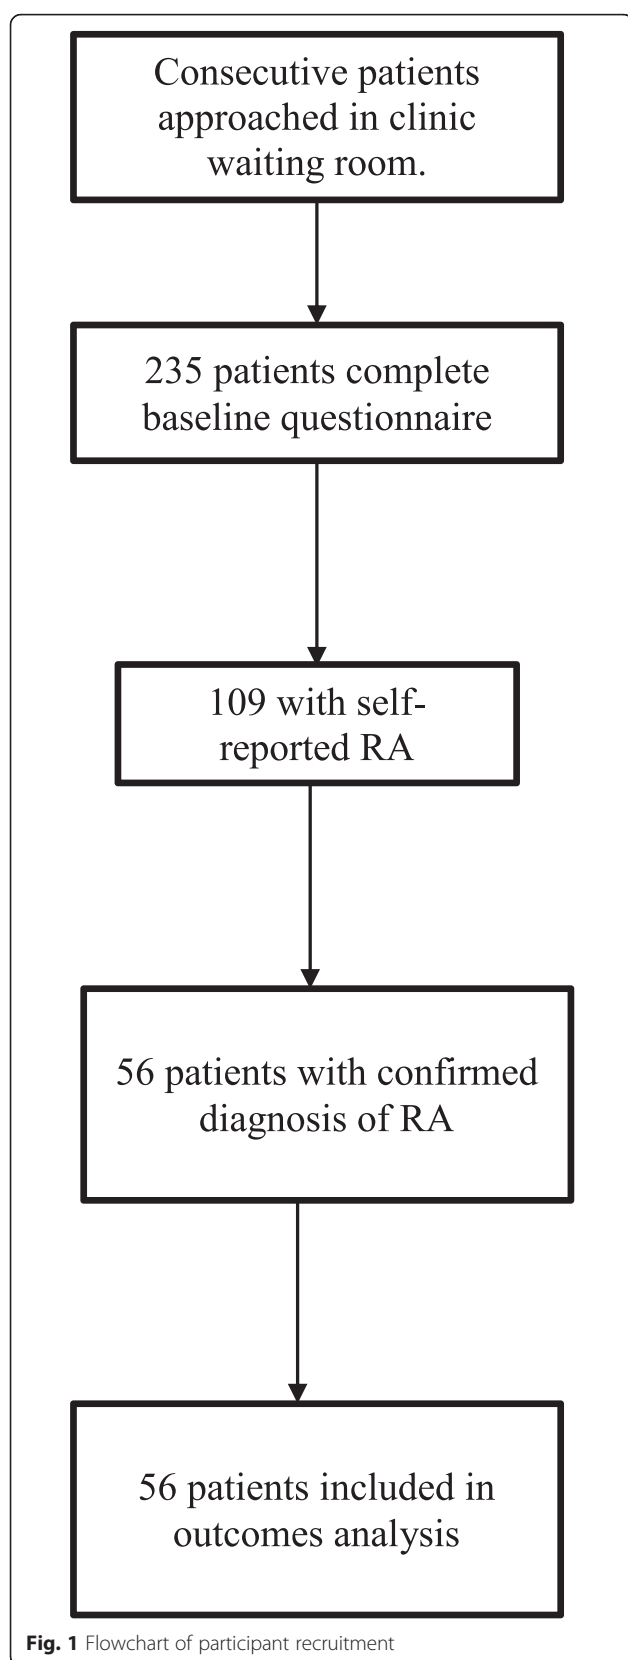 Consecutive patients
approached in clinic
waiting room.
235 patients complete
baseline questionnaire
109 with self-
reported RA
56 patients with confirmed
diagnosis of RA
56 patients included in
outcomes analysis
Fig. 1 Flowchart of participant recruitment